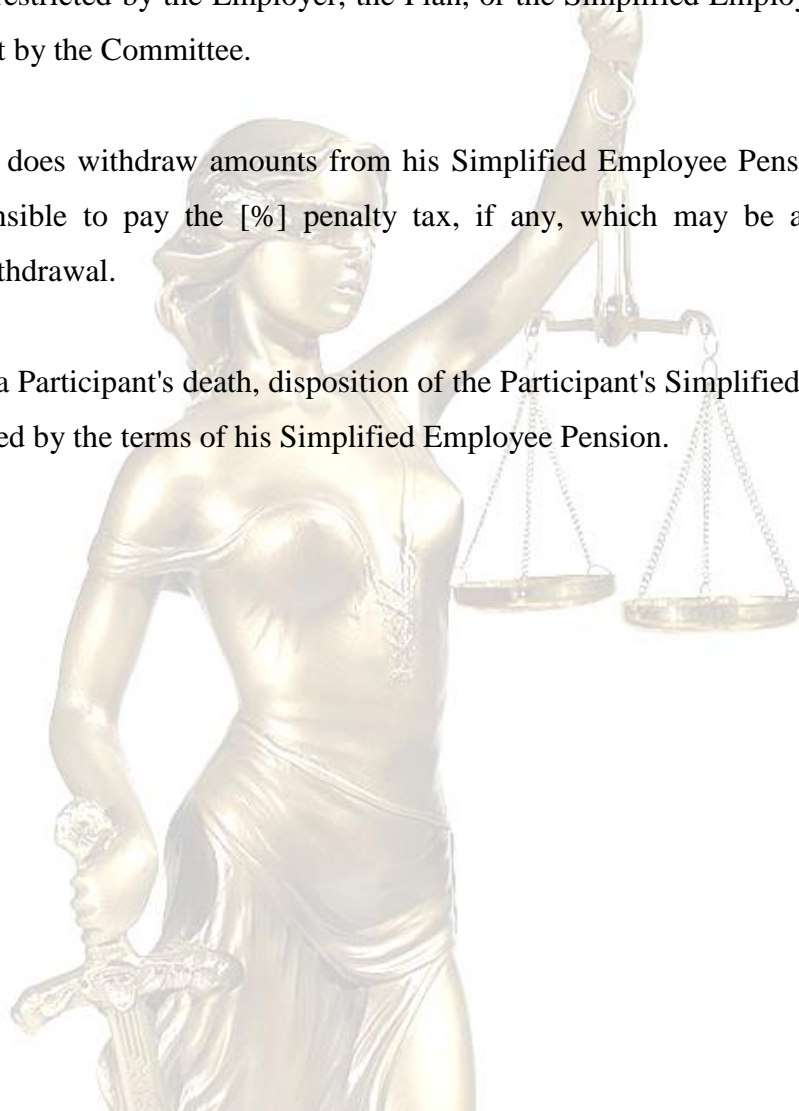 restricted by the Employer, the Plan, or the Simplified Employ
t by the Committee.
does withdraw amounts from his Simplified Employee Pens
nsible to pay the [%] penalty tax, if any, which may be a
thdrawal.
a Participant's death, disposition of the Participant's Simplified
ed by the terms of his Simplified Employee Pension.